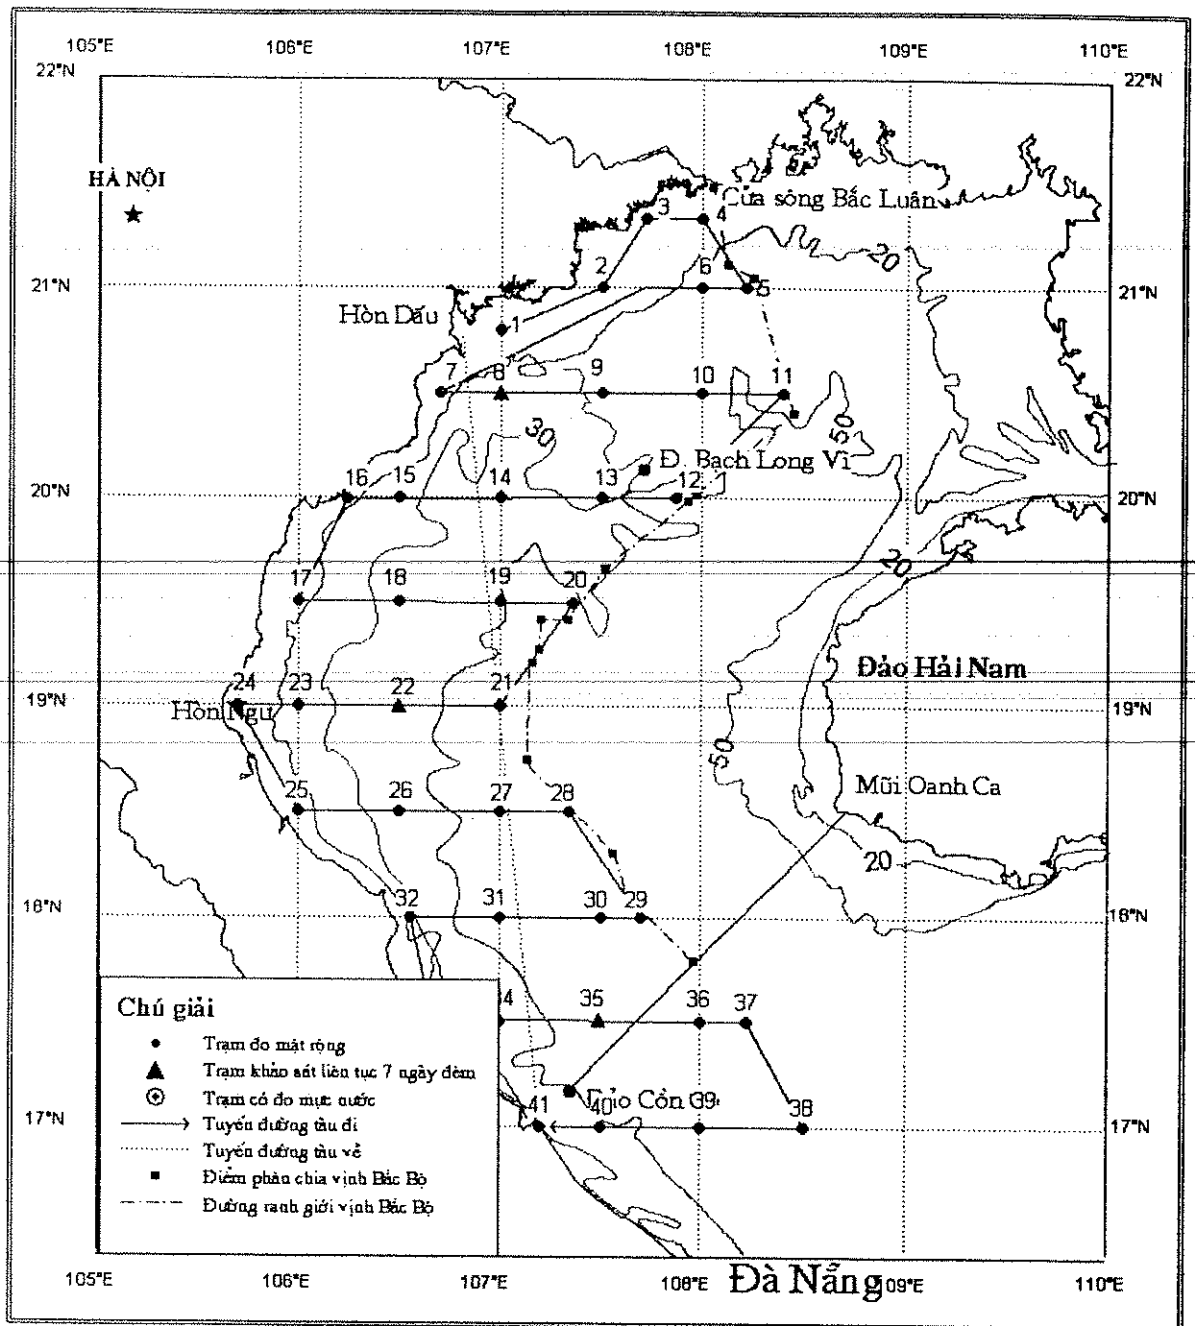 105°E 106°E 107°E 108°E 109°E 110°E
22°N 22°N
HÀ NỘI
Cửa sông Bắc Luân
3 4
20
2 6 5
21°N 21°N
Hòn Dấu
1
7 8 9 10 11
30 50
Đ. Bạch Long Vĩ
16 15 14 13 12
20°N 20°N
20
17 18 19 20
Đảo Hải Nam
24 23 22 21
19°N Hòn Ngư 19°N
50
Mũi Oanh Ca
25 26 27 28
20
32 31 30 29
18°N 18°N
34 35 36 37
Chú giải
Trạm đo mặt rộng
Trạm khảo sát liên tục 7 ngày đêm
Trạm có đo mực nước
Tuyến đường tàu đi
Tuyến đường tàu về
Điểm phân chia vịnh Bắc Bộ
Đường ranh giới vịnh Bắc Bộ
Đảo Cồn
41 40 39 38
17°N 17°N
105°E 106°E 107°E 108°E Đà Nẵng 109°E 110°E